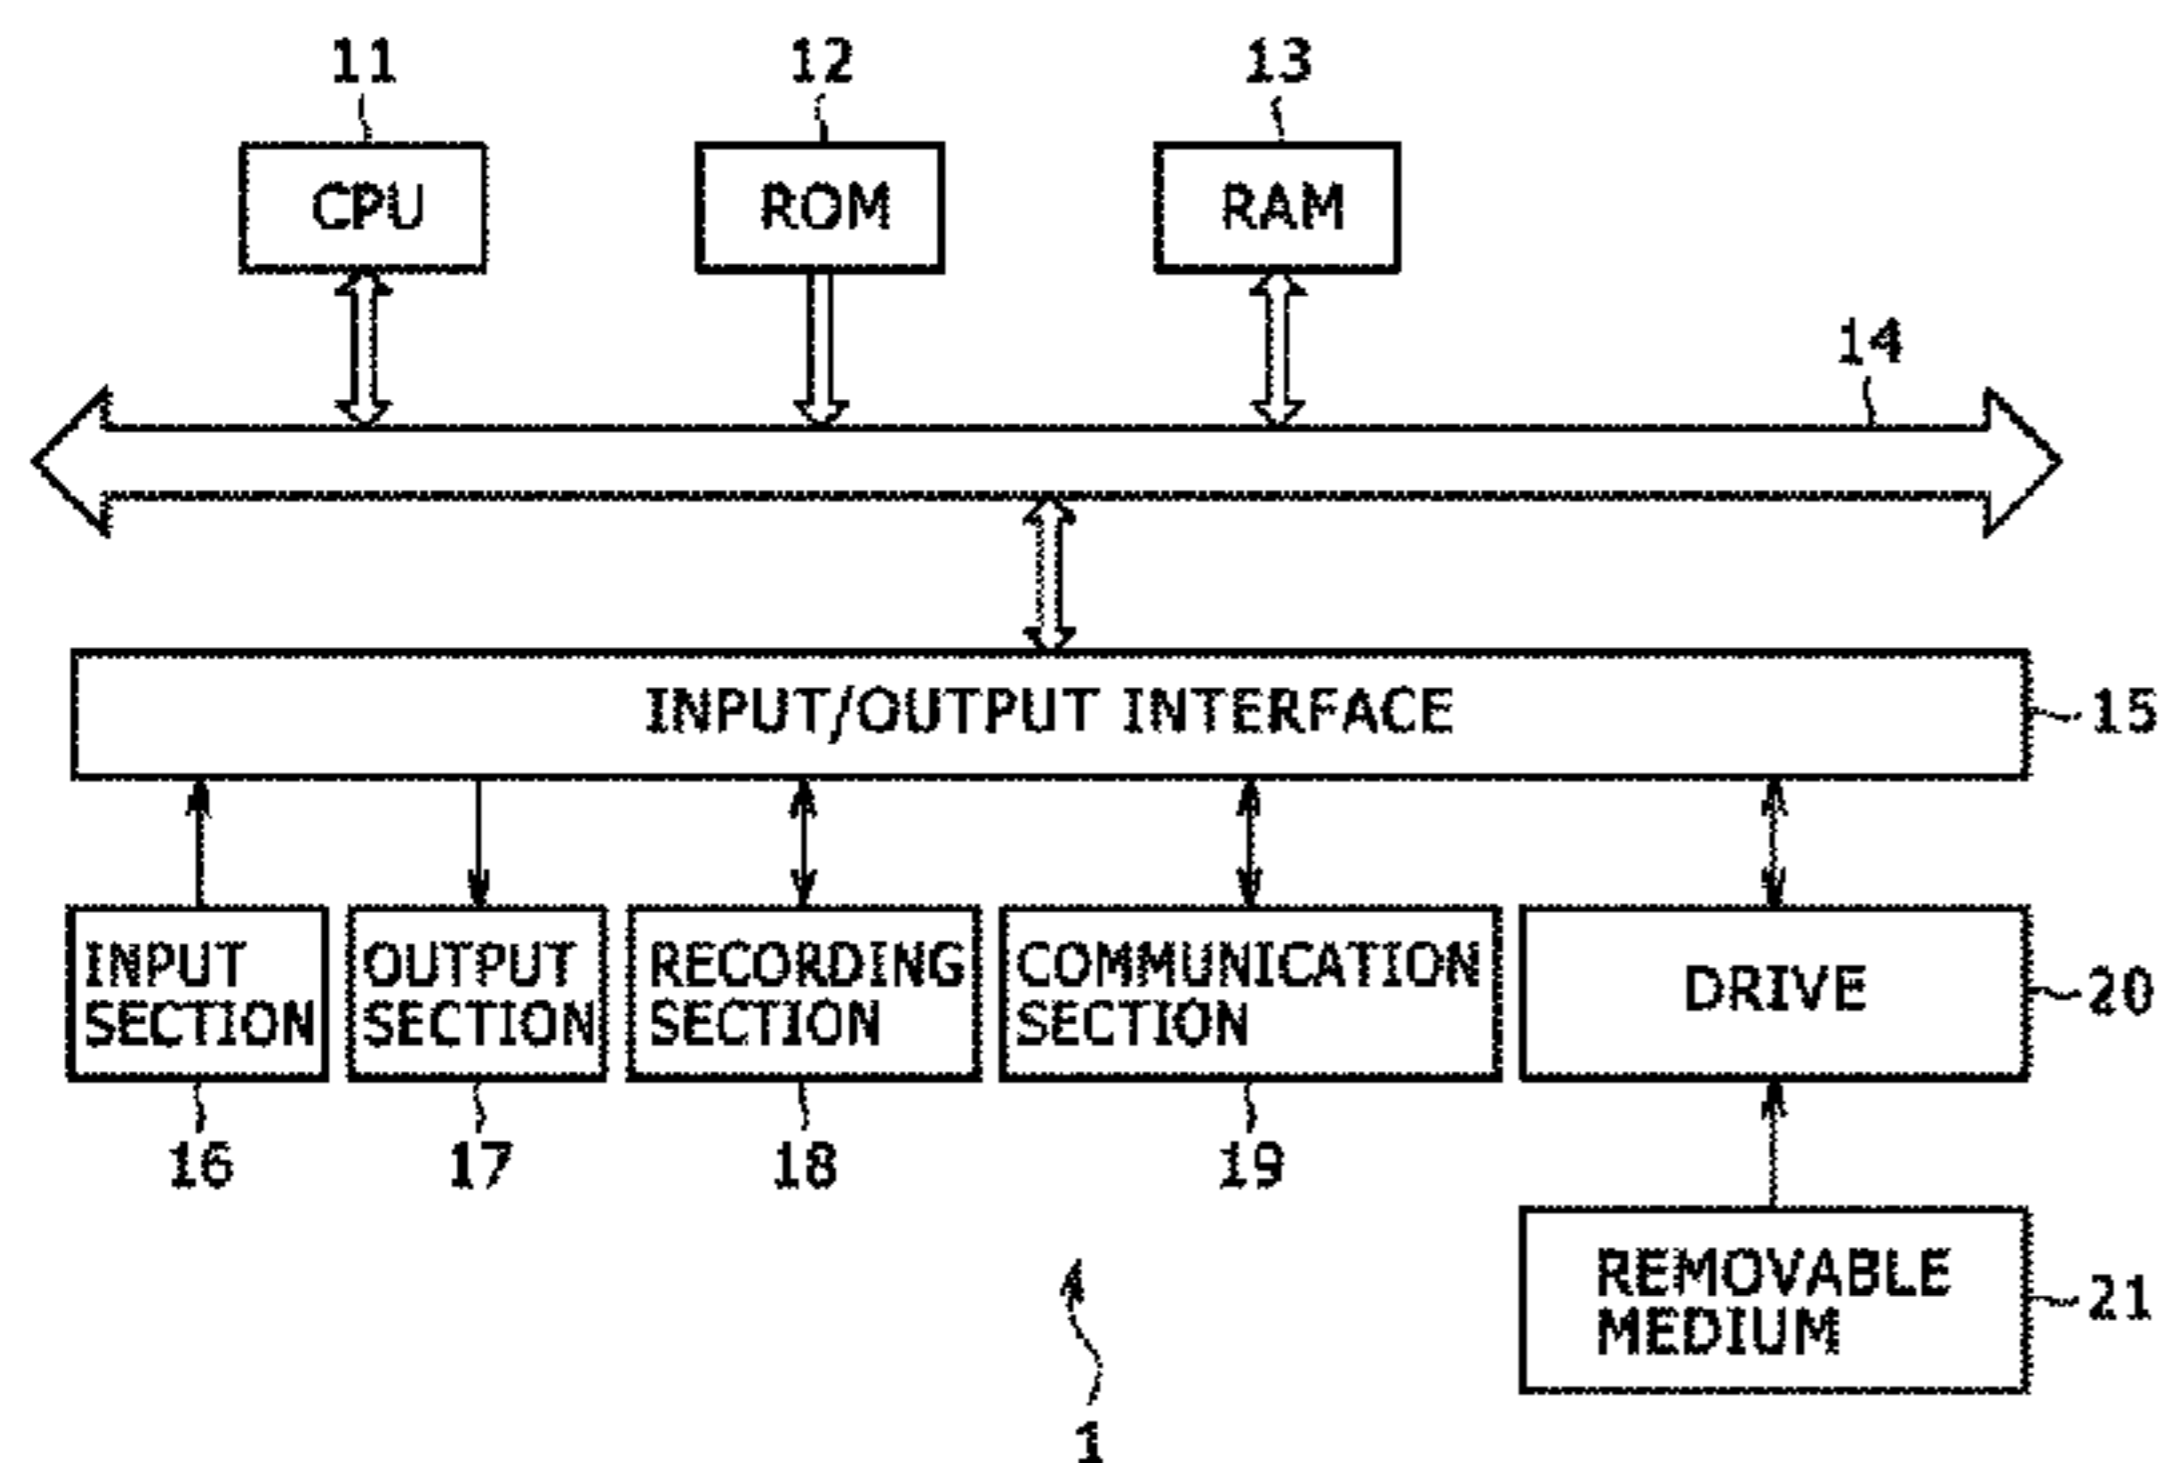 11 12 13
CPU ROM RAM
14
INPUT/OUTPUT INTERFACE 15
INPUT SECTION
OUTPUT SECTION
RECORDING SECTION
COMMUNICATION SECTION
DRIVE 20
16 17 18 19
REMOVABLE
MEDIUM
21
1